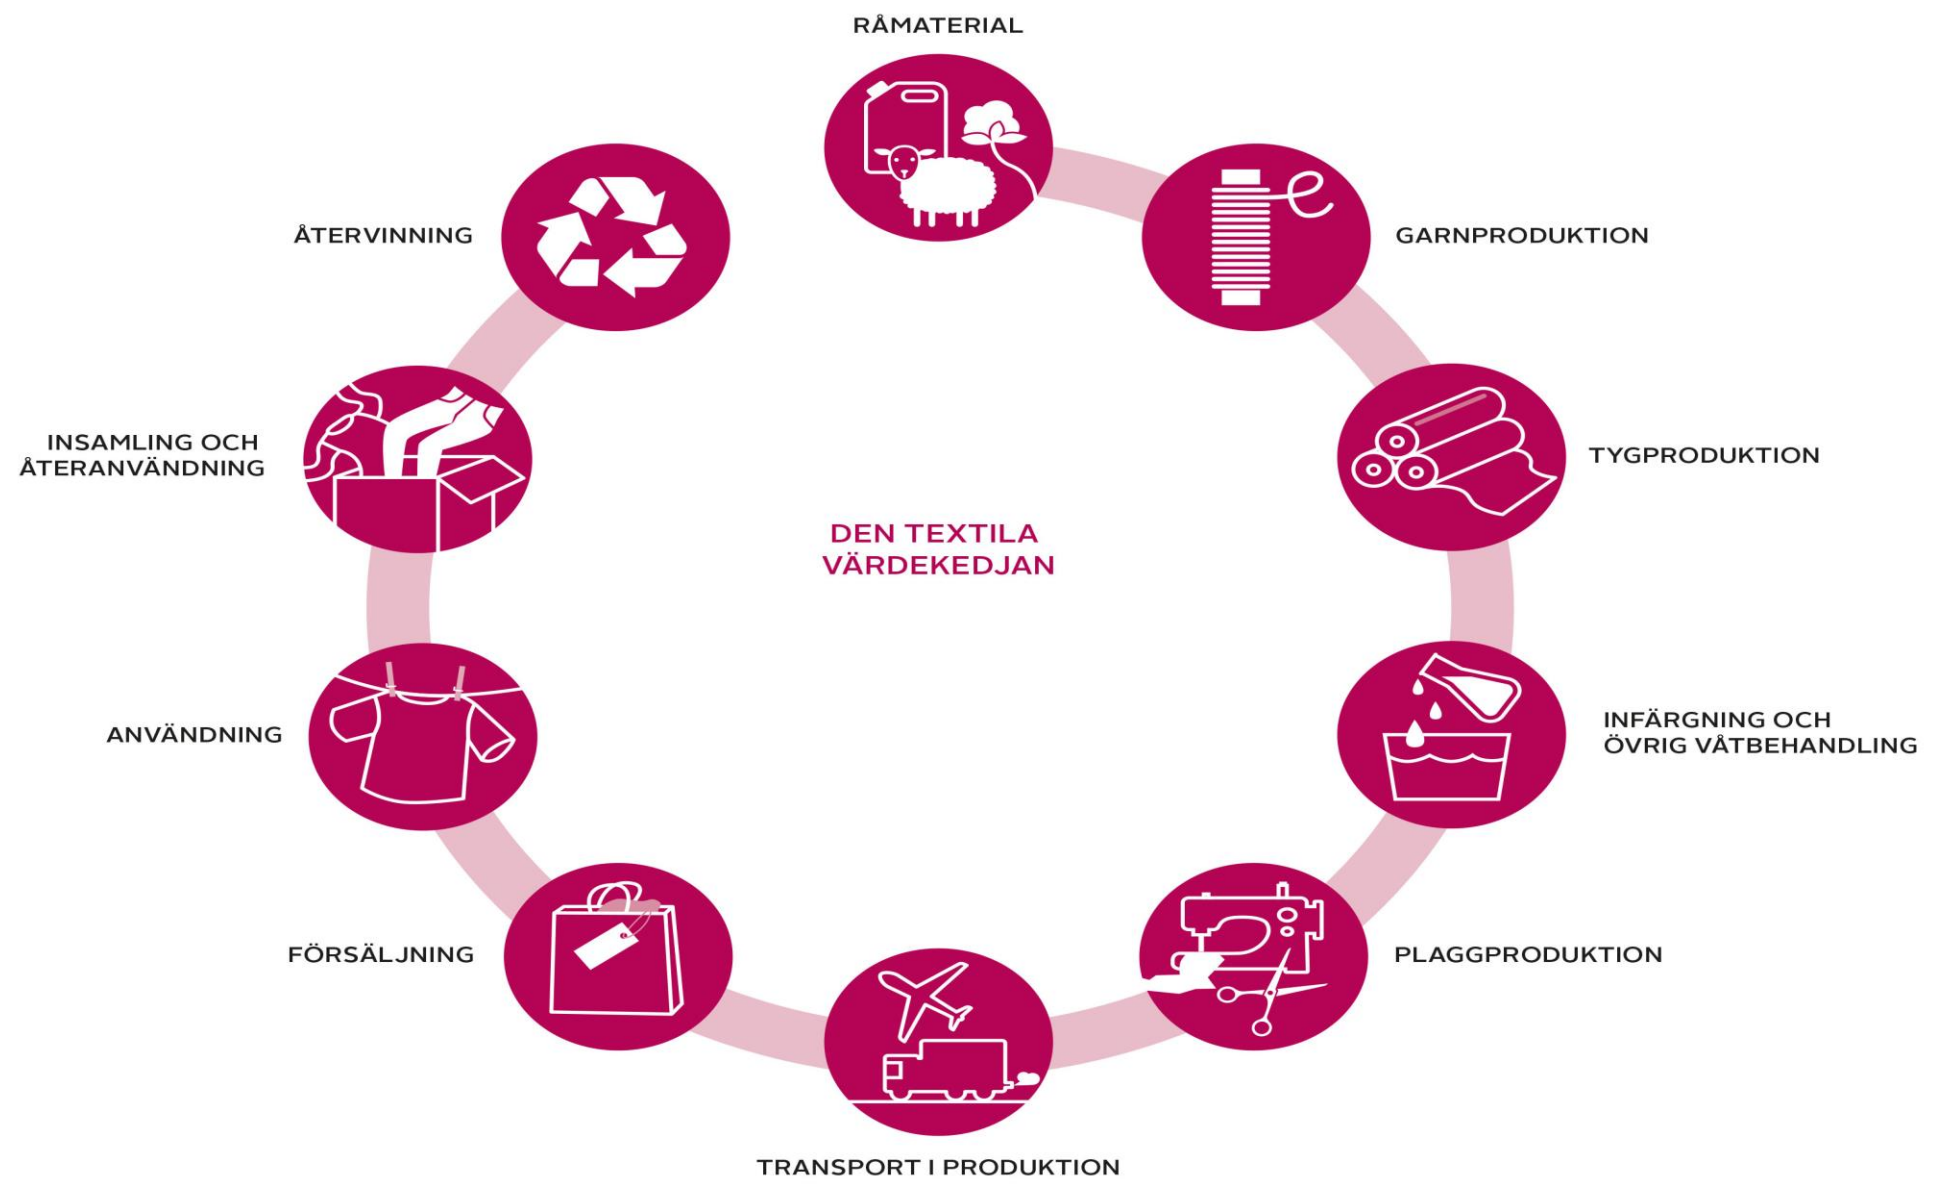 RÅMATERIAL
GARNPRODUKTION
TYGPRODUKTION
INFÄRGNING OCH
ÖVRIG VÅTBEHANDLING
PLAGGPRODUKTION
TRANSPORT I PRODUKTION
FÖRSÄLJNING
ANVÄNDNING
INSAMLING OCH
ÅTERANVÄNDNING
ÅTERVINNING
DEN TEXTILA
VÄRDEKEDJAN